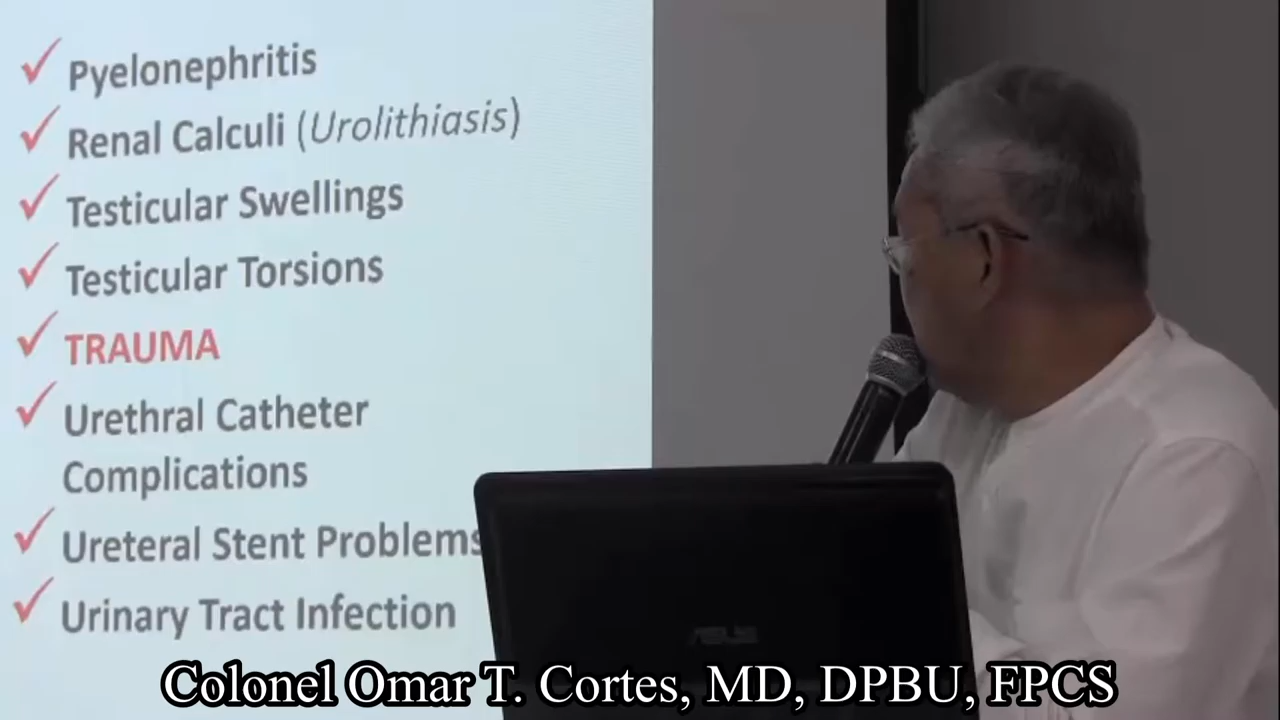 Pyelonephritis
Renal Calculi (Urolithiasis)
Testicular Swellings
Testicular Torsions
TRAUMA
Urethral Catheter
Complications
Ureteral Stent Problems
Urinary Tract Infection
ASUS
Colonel Omar T. Cortes, MD, DPBU, FPCS